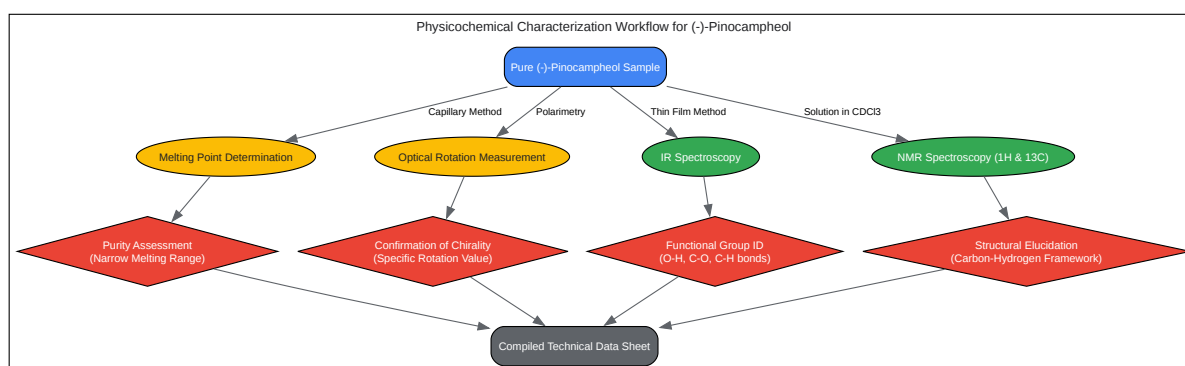 Physicochemical Characterization Workflow for (-)-Pinocampheol
Pure (-)-Pinocampheol Sample
Capillary Method
Polarimetry
Thin Film Method
Solution in CDCl3
Melting Point Determination
Optical Rotation Measurement
IR Spectroscopy
NMR Spectroscopy (1H & 13C)
Purity Assessment
(Narrow Melting Range)
Confirmation of Chirality
(Specific Rotation Value)
Functional Group ID
(O-H, C-O, C-H bonds)
Structural Elucidation
(Carbon-Hydrogen Framework)
Compiled Technical Data Sheet